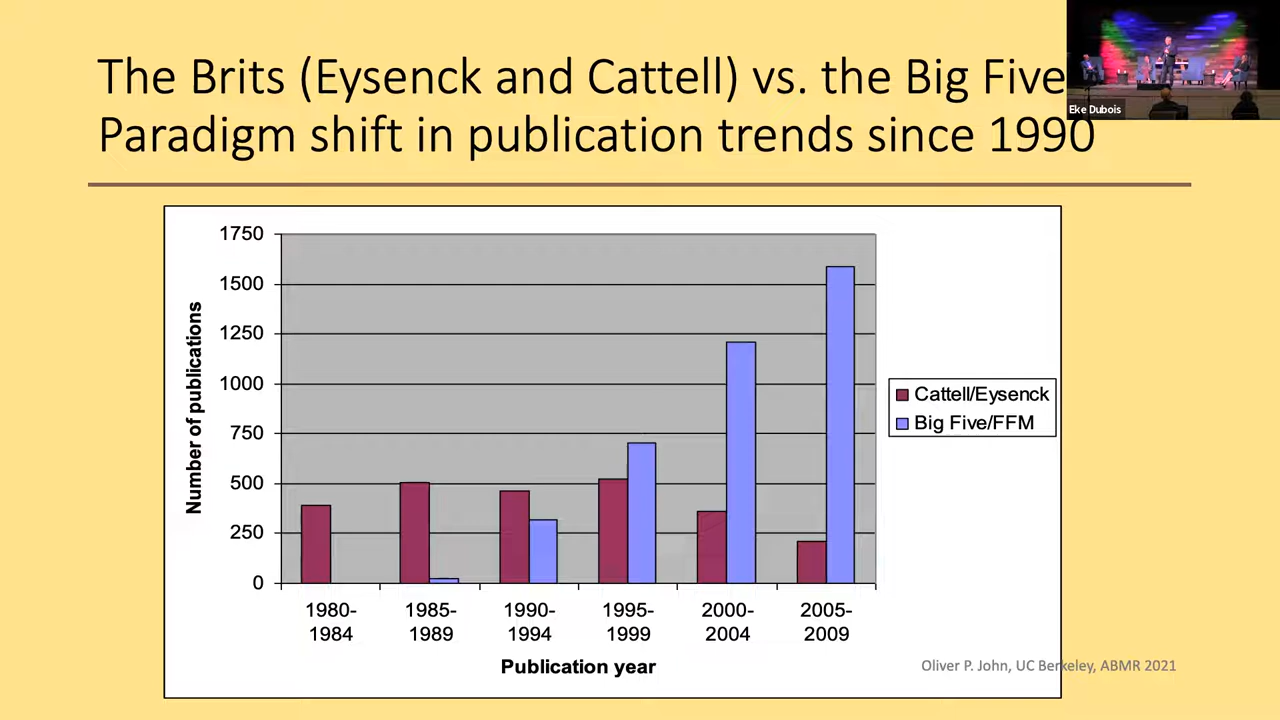 The Brits (Eysenck and Cattell) vs. the Big Five
Paradigm shift in publication trends since 1990
Eke Dubois
Number of publications
1750
1500
1250
1000
750
500
250
0
1980-
1984
1985-
1989
1990-
1994
1995-
1999
2000-
2004
2005-
2009
Publication year
Cattell/Eysenck
Big Five/FFM
Oliver P. John, UC Berkeley, ABMR 2021